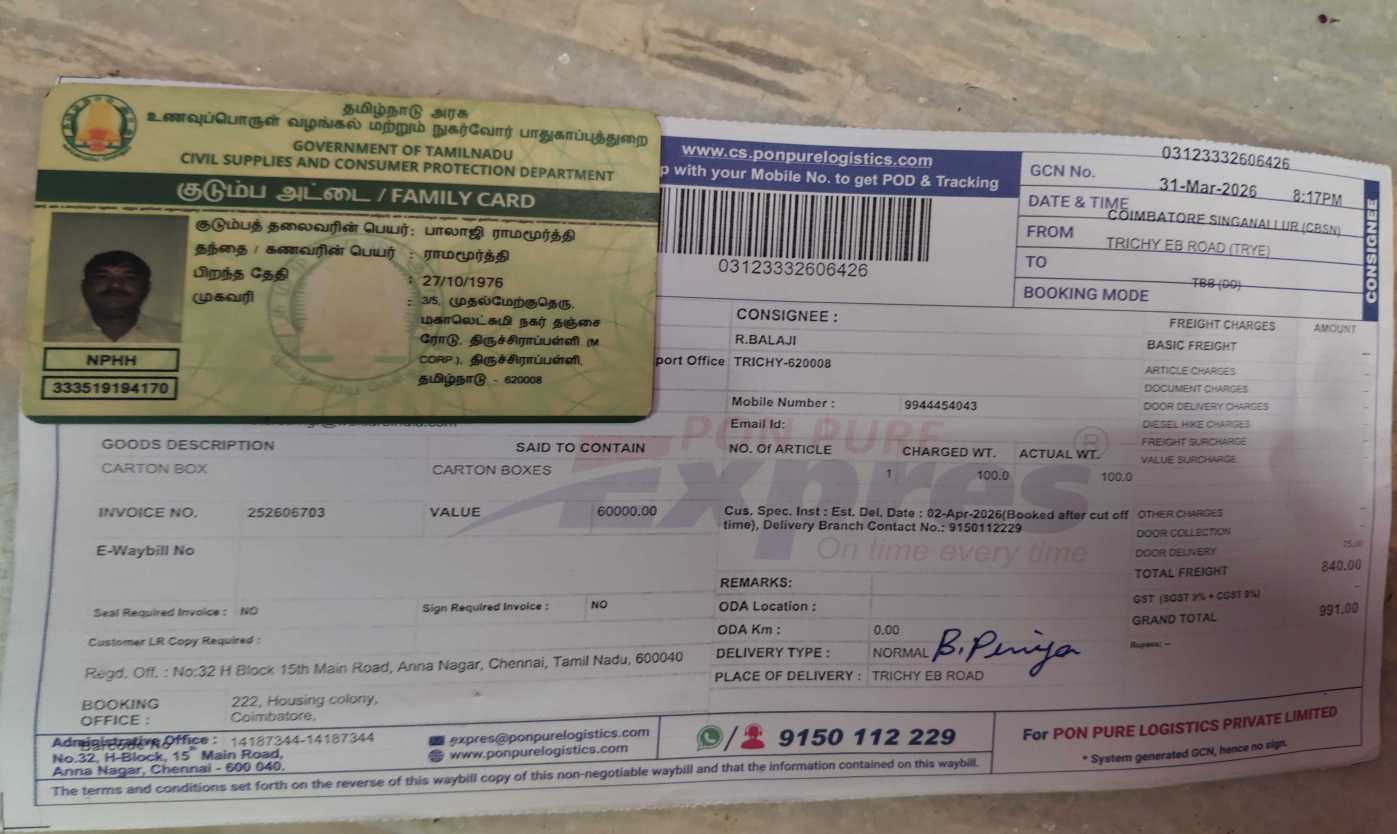 தமிழ்நாடு அரசு
உணவுப்பொருள் வழங்கல் மற்றும் நுகர்வோர் பாதுகாப்புத்துறை
GOVERNMENT OF TAMILNADU
CIVIL SUPPLIES AND CONSUMER PROTECTION DEPARTMENT
குடும்ப அட்டை / FAMILY CARD
குடும்பத் தலைவரின் பெயர் : பாலாஜி ராமமூர்த்தி
தந்தை / கணவரின் பெயர் : ராமமூர்த்தி
பிறந்த தேதி : 27/10/1976
முகவரி : 3/5, முதல்மேற்குதெரு,
மகாலெட்சுமி நகர் தஞ்சை
ரோடு, திருச்சிராப்பள்ளி (M
CORP.), திருச்சிராப்பள்ளி,
தமிழ்நாடு - 620008
NPHH
333519194170
www.cs.ponpurelogistics.com
p with your Mobile No. to get POD & Tracking
03123332606426
GCN No. 03123332606426
DATE & TIME 31-Mar-2026 8:17PM
FROM COIMBATORE SINGANALLUR (CBSN)
TO TRICHY EB ROAD (TRYE)
BOOKING MODE TBB (DD)
CONSIGNEE
CONSIGNEE :
R.BALAJI
port Office TRICHY-620008
Mobile Number : 9944454043
Email Id:
FREIGHT CHARGES AMOUNT
BASIC FREIGHT --
ARTICLE CHARGES
DOCUMENT CHARGES
DOOR DELIVERY CHARGES
DIESEL HIKE CHARGES
FREIGHT SURCHARGE
VALUE SURCHARGE
OTHER CHARGES
DOOR COLLECTION
DOOR DELIVERY 75.00
TOTAL FREIGHT 840.00
GST (SGST 9% + CGST 9%)
GRAND TOTAL 991.00
Rupees: --
GOODS DESCRIPTION SAID TO CONTAIN NO. Of ARTICLE CHARGED WT. ACTUAL WT.
CARTON BOX CARTON BOXES 1 100.0 100.0
PON PURE
Expres ®
On time every time
INVOICE NO. 252606703 VALUE 60000.00
Cus. Spec. Inst : Est. Del. Date : 02-Apr-2026(Booked after cut off
time), Delivery Branch Contact No.: 9150112229
E-Waybill No
REMARKS:
Seal Required Invoice : NO Sign Required Invoice : NO
ODA Location :
Customer LR Copy Required :
ODA Km : 0.00
DELIVERY TYPE : NORMAL
B.Peniya
PLACE OF DELIVERY : TRICHY EB ROAD
Regd. Off. : No:32 H Block 15th Main Road, Anna Nagar, Chennai, Tamil Nadu, 600040
BOOKING
OFFICE :
222, Housing colony,
Coimbatore,
Barcode No 14187344-14187344
Administrative Office :
No.32, H-Block, 15th Main Road,
Anna Nagar, Chennai - 600 040.
expres@ponpurelogistics.com
www.ponpurelogistics.com
/ 9150 112 229
For PON PURE LOGISTICS PRIVATE LIMITED
* System generated GCN, hence no sign.
The terms and conditions set forth on the reverse of this waybill copy of this non-negotiable waybill and that the information contained on this waybill.